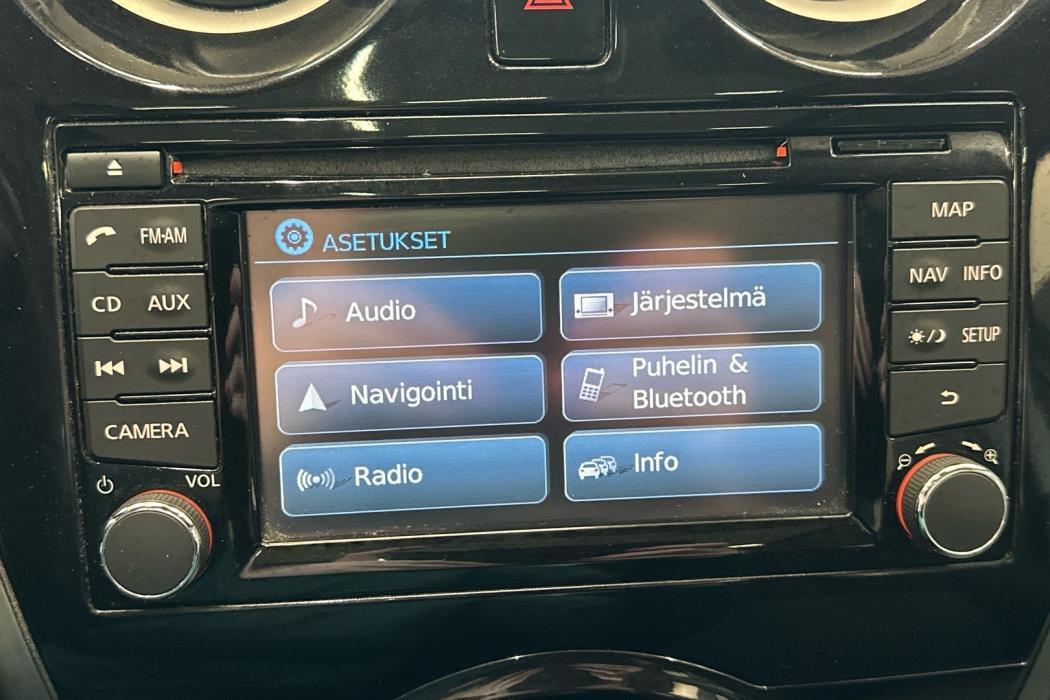 FM·AM
CD AUX
CAMERA
VOL
ASETUKSET
Audio
Järjestelmä
Navigointi
Puhelin &
Bluetooth
Radio
Info
MAP
NAV INFO
SETUP